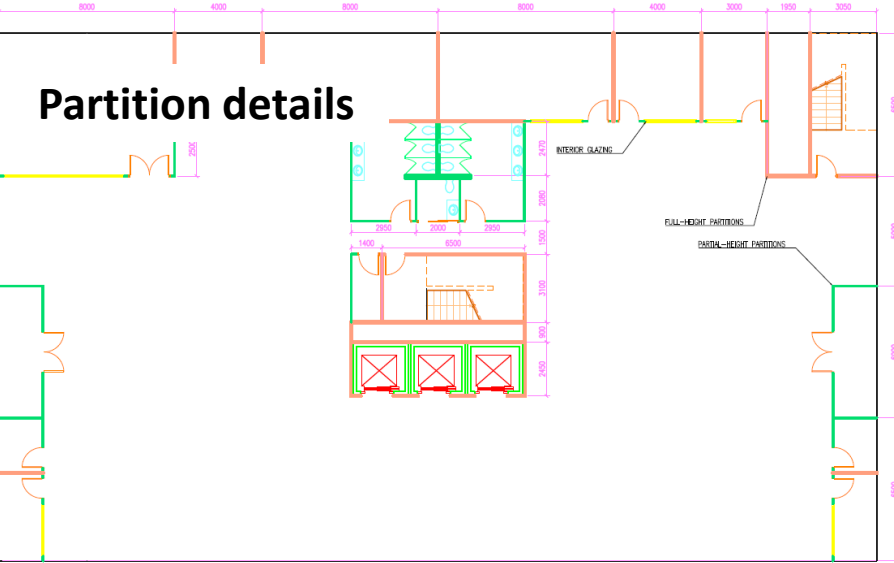 8000 4000 8000 8000 4000 3000 1950 3050
Partition details
INTERIOR GLAZING
2470
2080
FULL-HEIGHT PARTITIONS
2950 2000 2950
1500
PARTIAL-HEIGHT PARTITIONS
1400 6500
3100
900
2450